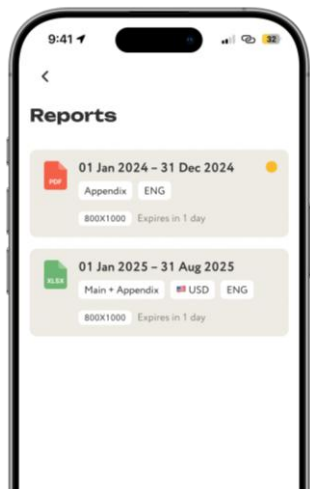 9:41
32
Reports
PDF
01 Jan 2024 – 31 Dec 2024
Appendix ENG
800X1000 Expires in 1 day
XLSX
01 Jan 2025 – 31 Aug 2025
Main + Appendix USD ENG
800X1000 Expires in 1 day